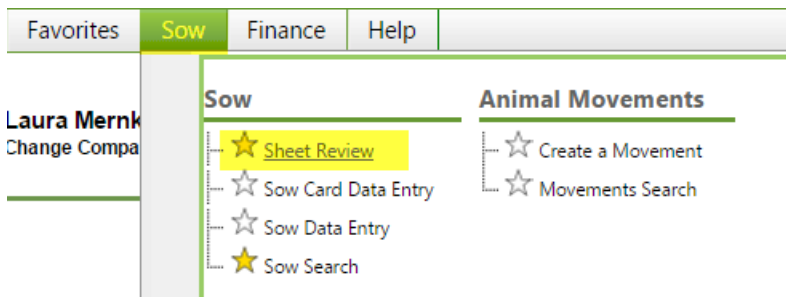 Favorites Sow Finance Help
Sow Animal Movements
Laura Mernk
Change Compa
Sheet Review Create a Movement
Sow Card Data Entry Movements Search
Sow Data Entry
Sow Search